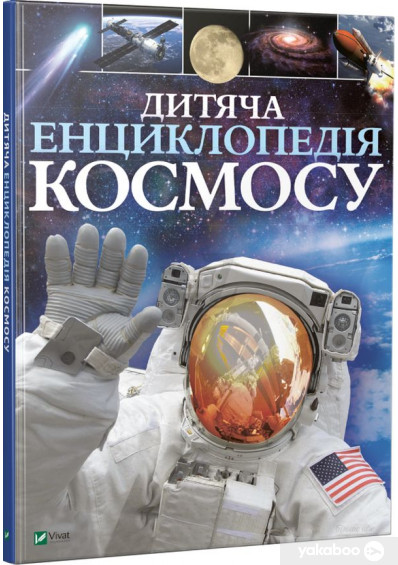 ДИТЯЧА
ЕНЦИКЛОПЕДІЯ
КОСМОСУ
ДИТЯЧА ЕНЦИКЛОПЕДІЯ КОСМОСУ
Vivat
yakaboo